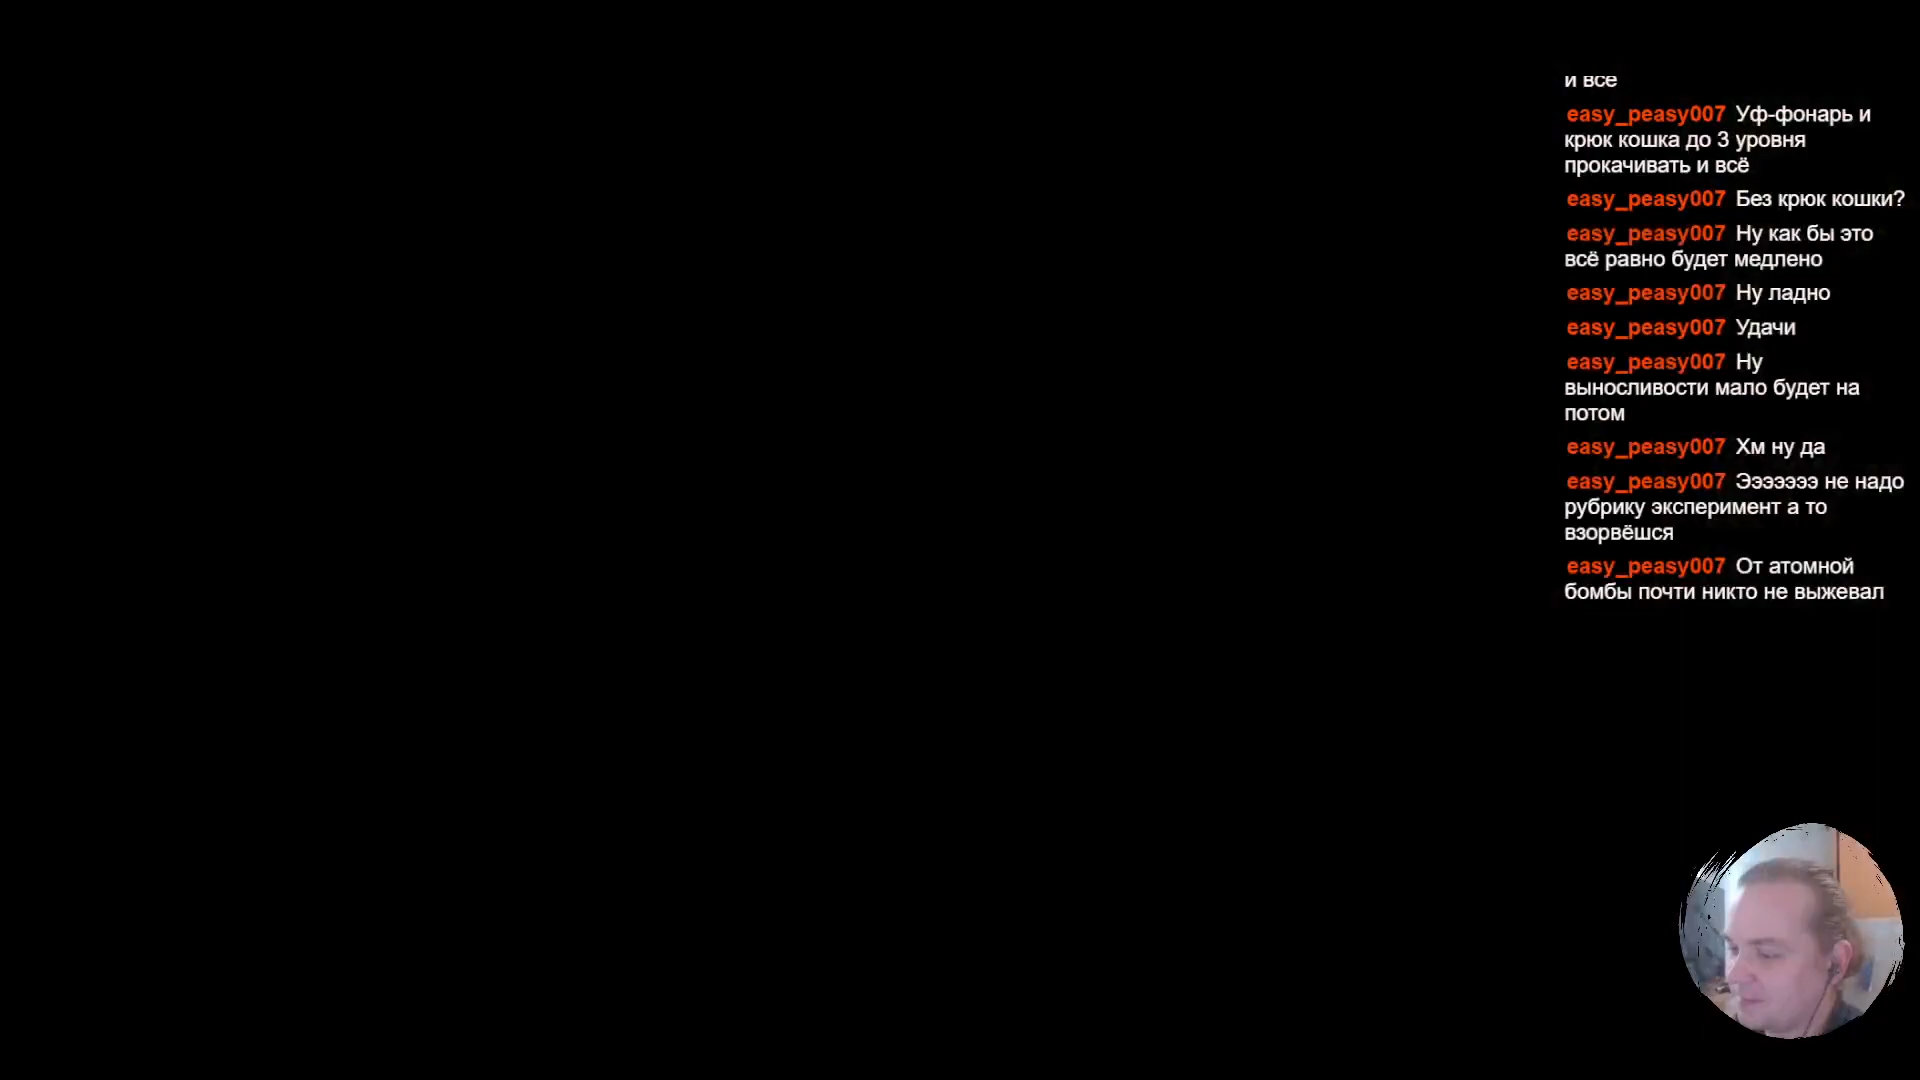 и все
easy_peasy007 Уф-фонарь и
крюк кошка до 3 уровня
прокачивать и всё
easy_peasy007 Без крюк кошки?
easy_peasy007 Ну как бы это
всё равно будет медлено
easy_peasy007 Ну ладно
easy_peasy007 Удачи
easy_peasy007 Ну
выносливости мало будет на
потом
easy_peasy007 Хм ну да
easy_peasy007 Эээээээ не надо
рубрику эксперимент а то
взорвёшся
easy_peasy007 От атомной
бомбы почти никто не выжевал